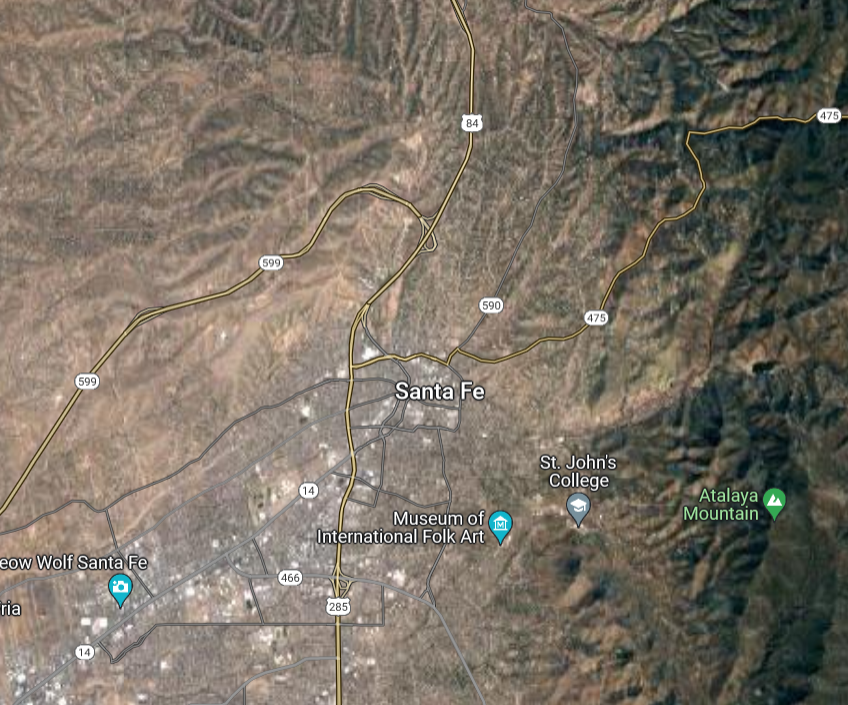 84
475
599
590
475
599
Santa Fe
St. John's
College
14
Atalaya
Mountain
Museum of
International Folk Art
eow Wolf Santa Fe
466
285
ria
14